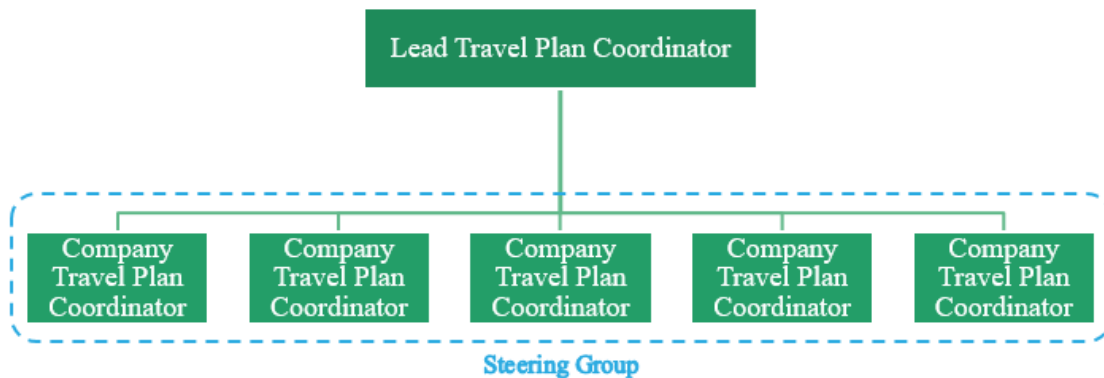 Lead Travel Plan Coordinator
Company
Travel Plan
Coordinator
Company
Travel Plan
Coordinator
Company
Travel Plan
Coordinator
Company
Travel Plan
Coordinator
Company
Travel Plan
Coordinator
Steering Group